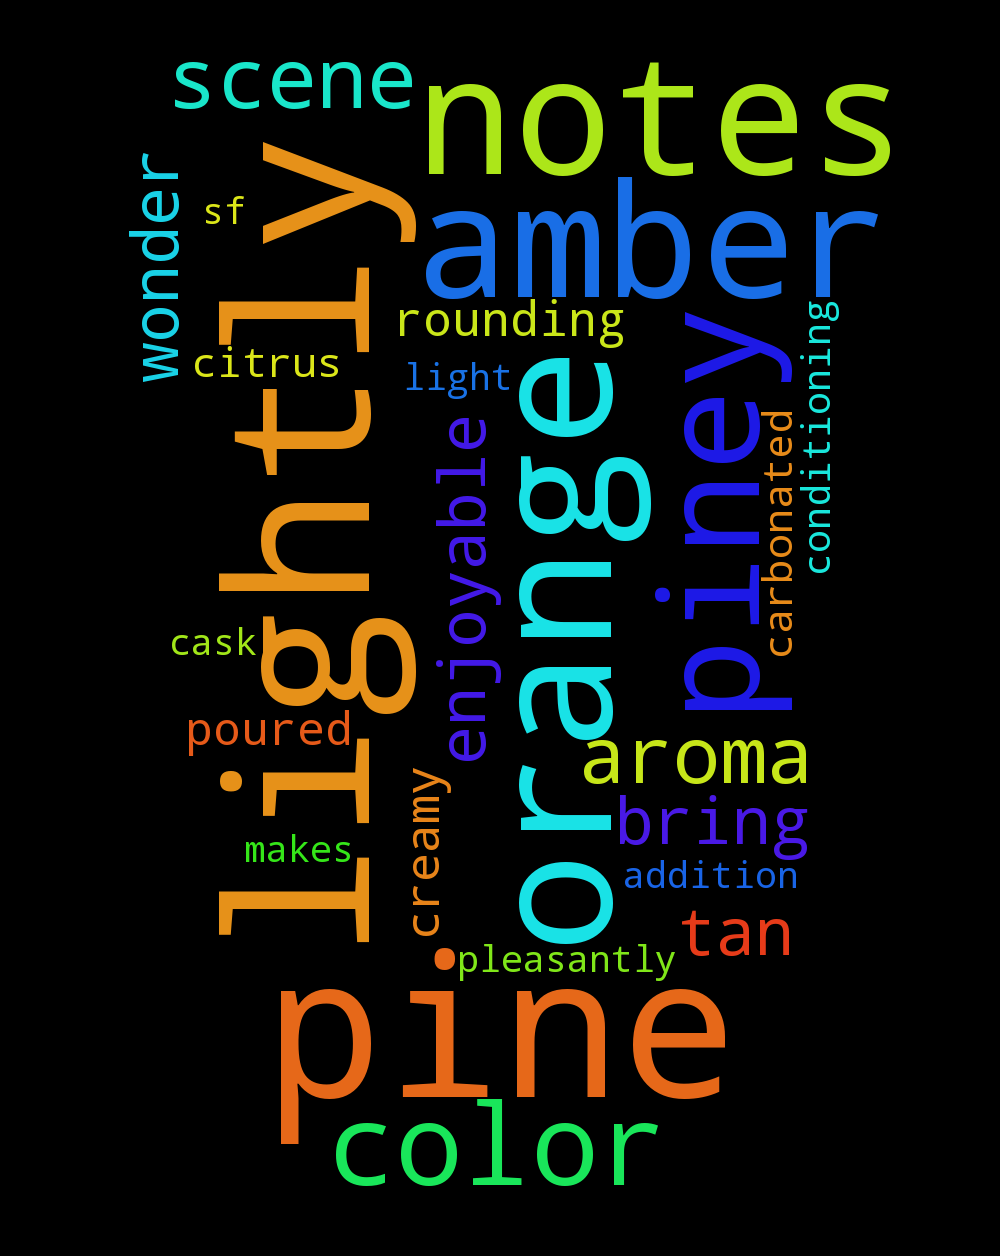 scene
notes
wonder
lightly
sf
amber
rounding
conditioning
piney
citrus
light
orange
carbonated
enjoyable
cask
poured
aroma
creamy
bring
makes
addition
tan
pleasantly
pine
color